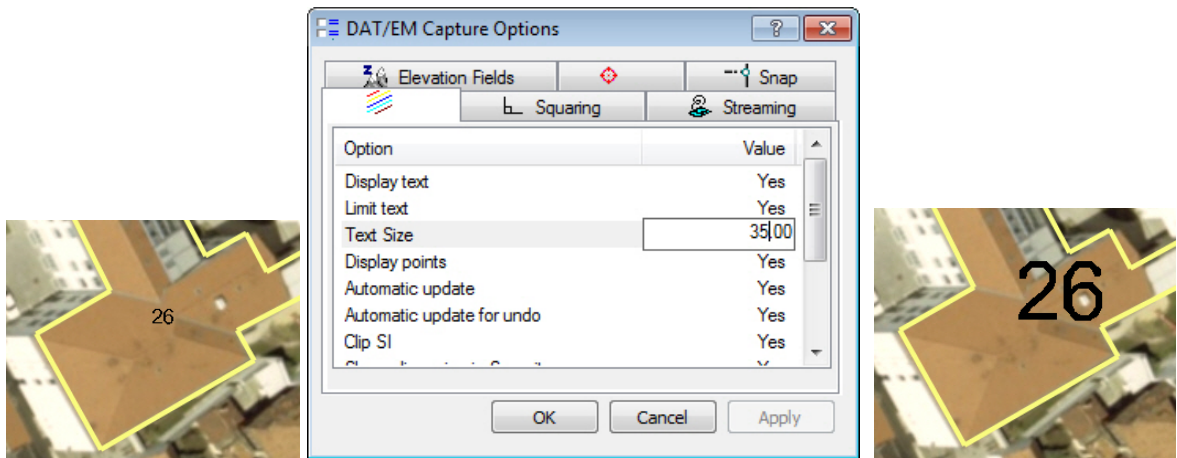 DAT/EM Capture Options
Elevation Fields
Snap
Squaring
Streaming
Option Value
Display text Yes
Limit text Yes
Text Size 35.00
Display points Yes
Automatic update Yes
Automatic update for undo Yes
Clip SI Yes
OK Cancel Apply
26
26